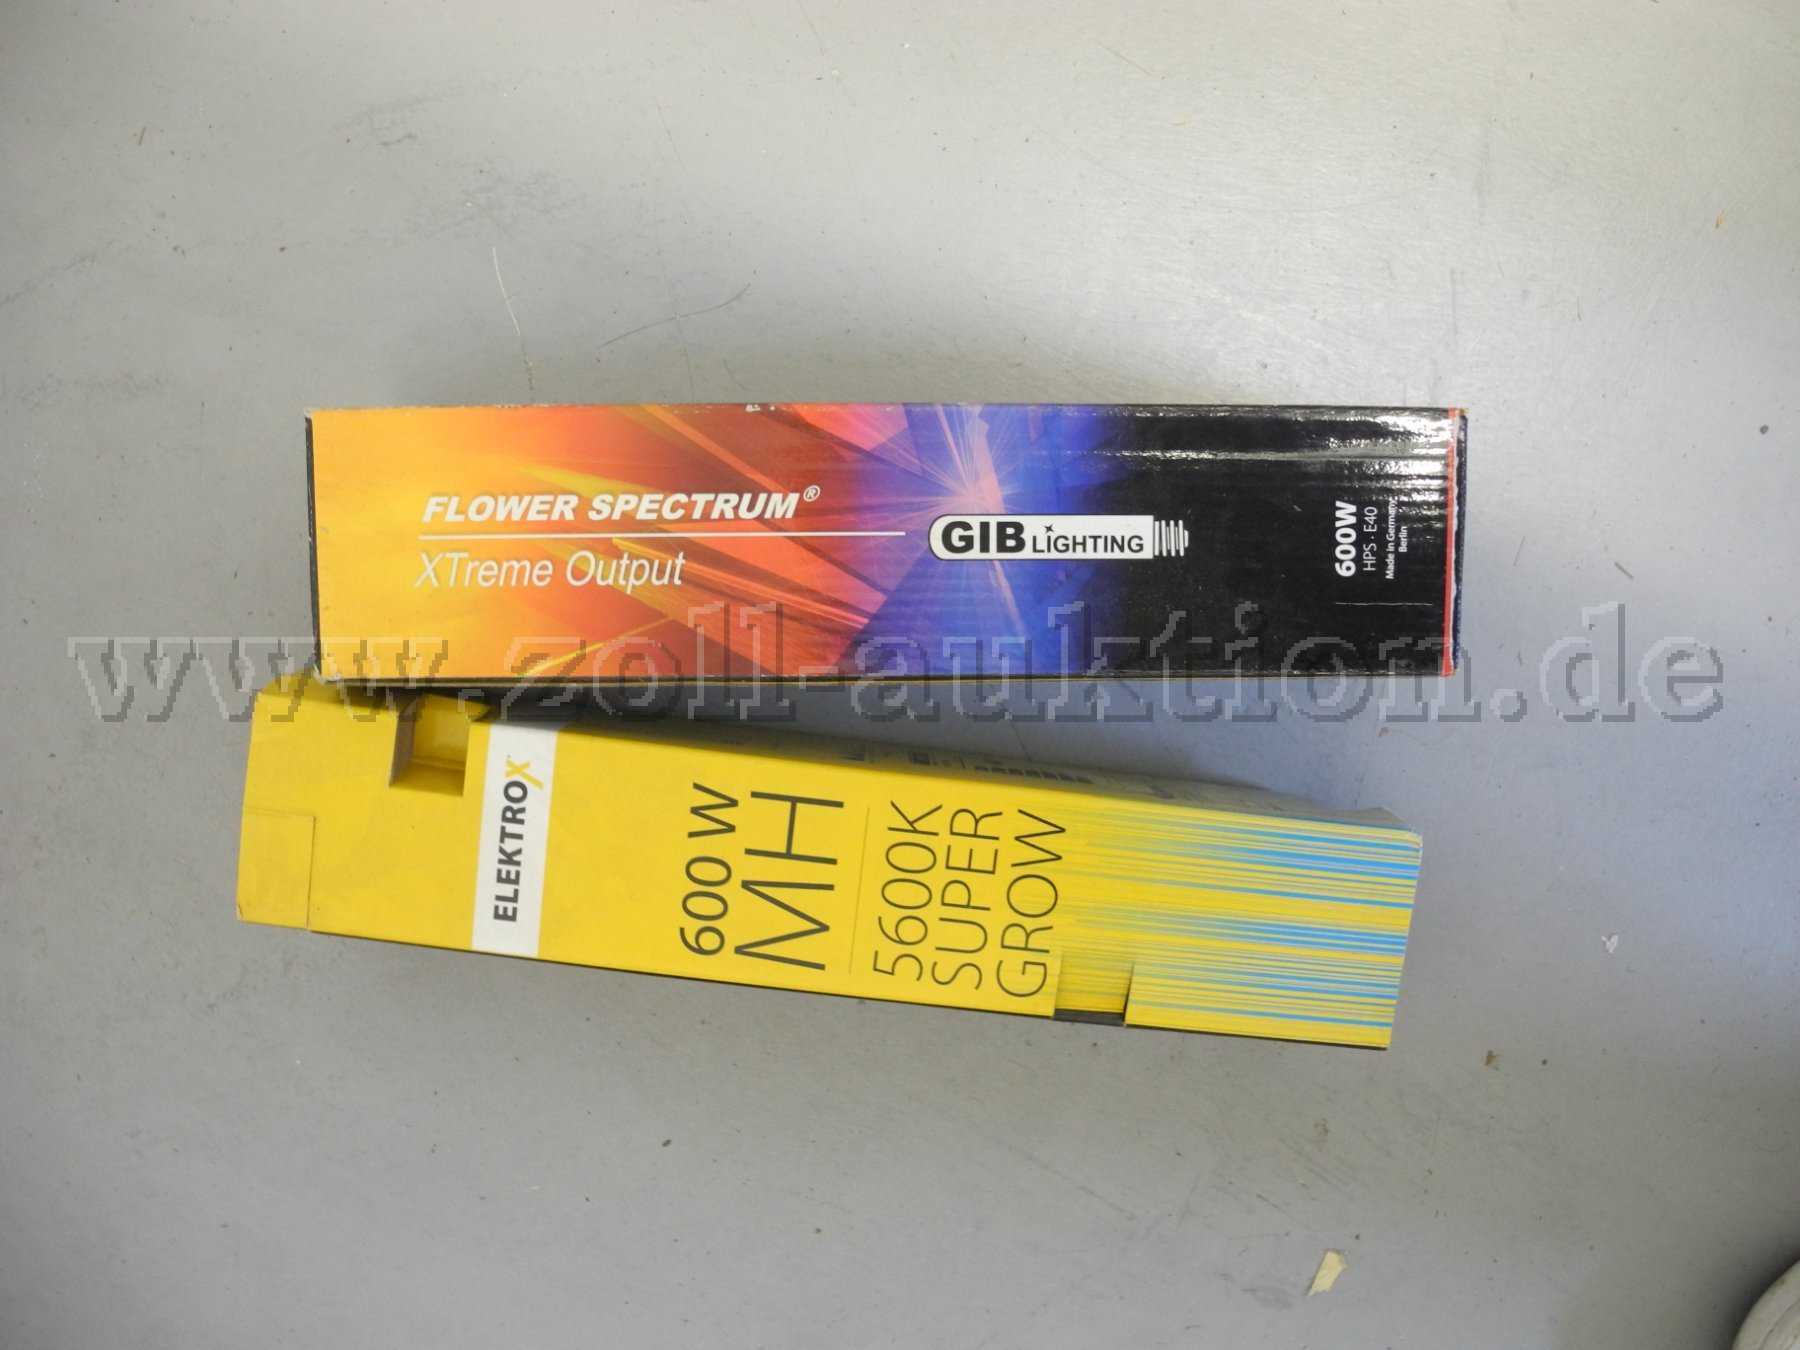 FLOWER SPECTRUM®
XTreme Output
GIB LIGHTING
600W
HPS · E40
Made in Germany
Berlin
www.zoll-auktion.de
ELEKTROX
600 W
MH
5600K
SUPER
GROW